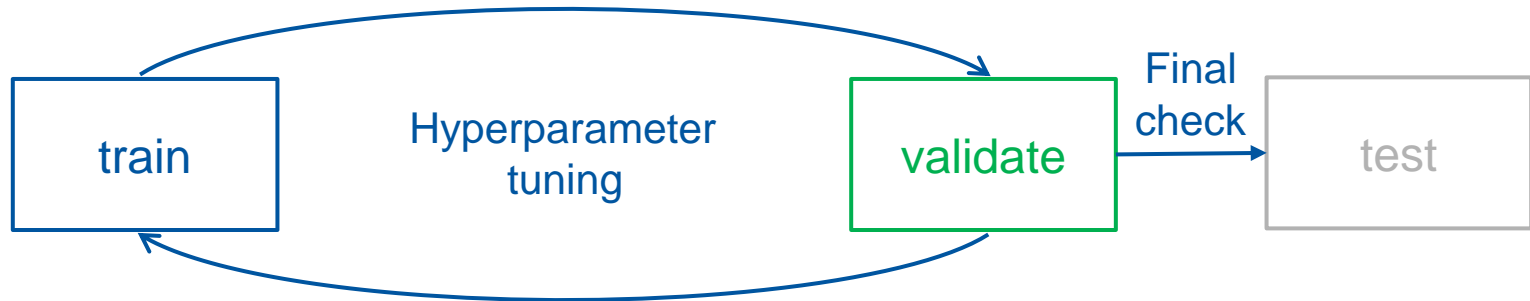 train
Hyperparameter
tuning
validate
Final
check
test